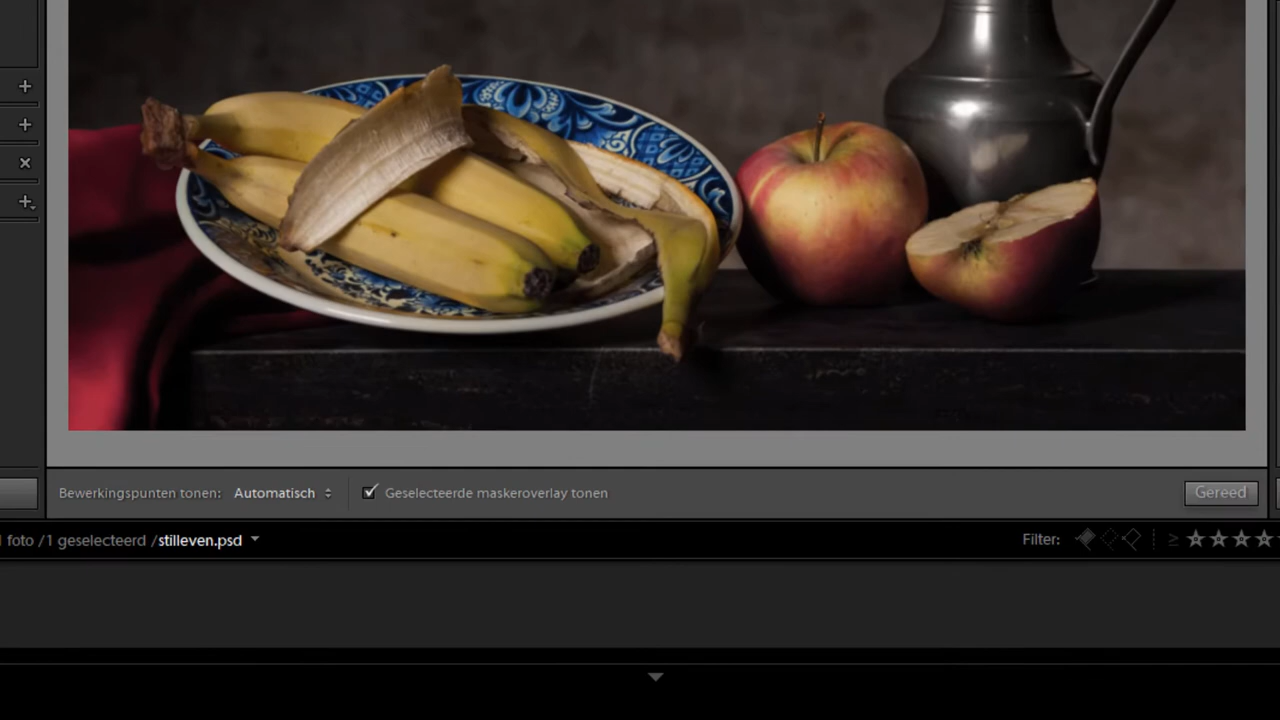 Bewerkingspunten tonen: Automatisch Geselecteerde maskeroverlay tonen Gereed
foto /1 geselecteerd /stilleven.psd Filter: ≥